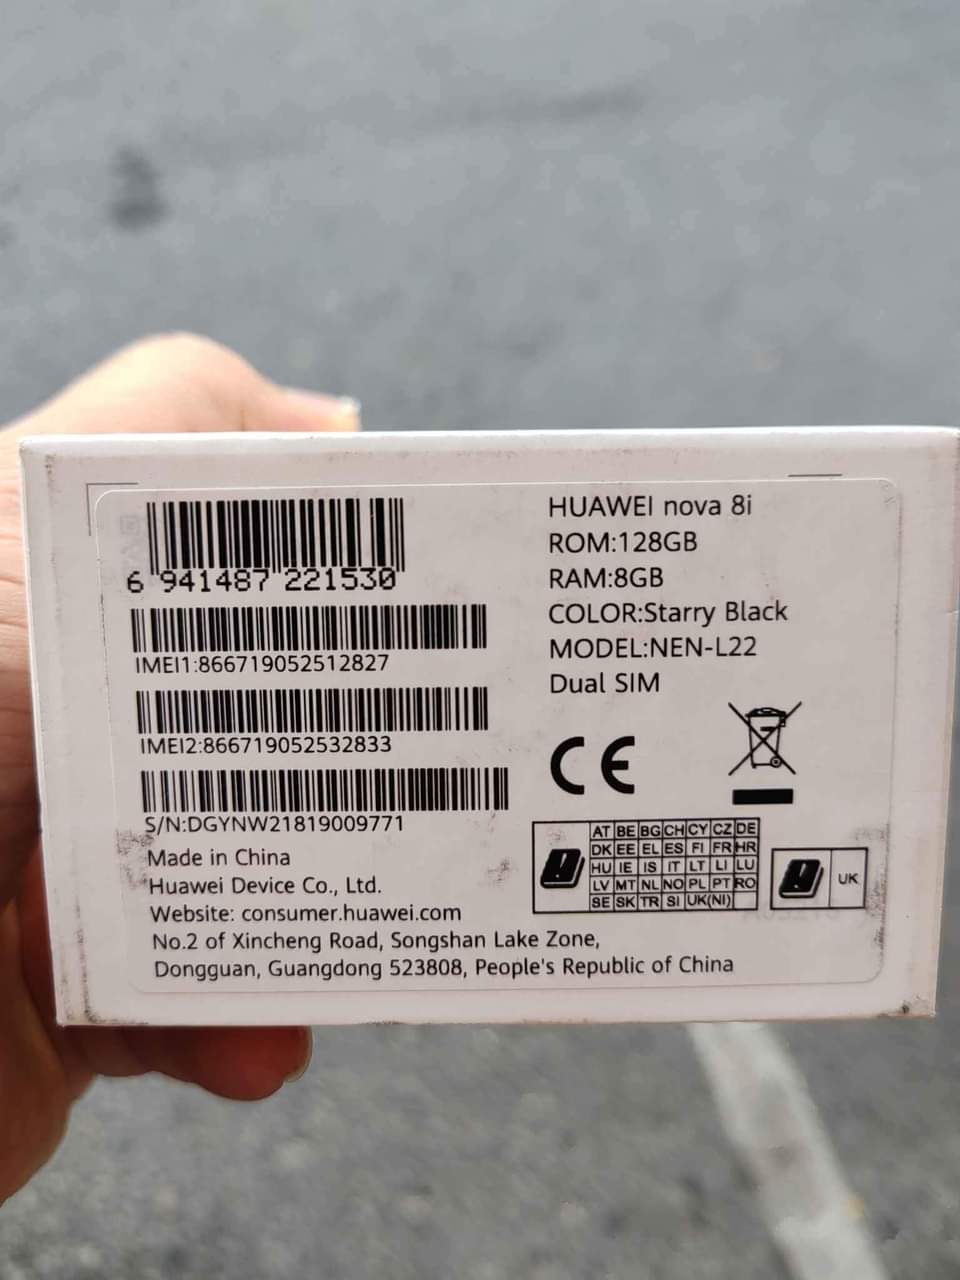 6 941487 221530
IMEI1:866719052512827
IMEI2:866719052532833
S/N:DGYNW21819009771
Made in China
Huawei Device Co., Ltd.
Website: consumer.huawei.com
No.2 of Xincheng Road, Songshan Lake Zone,
Dongguan, Guangdong 523808, People's Republic of China
HUAWEI nova 8i
ROM:128GB
RAM:8GB
COLOR:Starry Black
MODEL:NEN-L22
Dual SIM
CE
AT BE BG CH CY CZ DE
DK EE EL ES FI FR HR
HU IE IS IT LT LI LU
LV MT NL NO PL PT RO
SE SK TR SI UK(NI)
UK